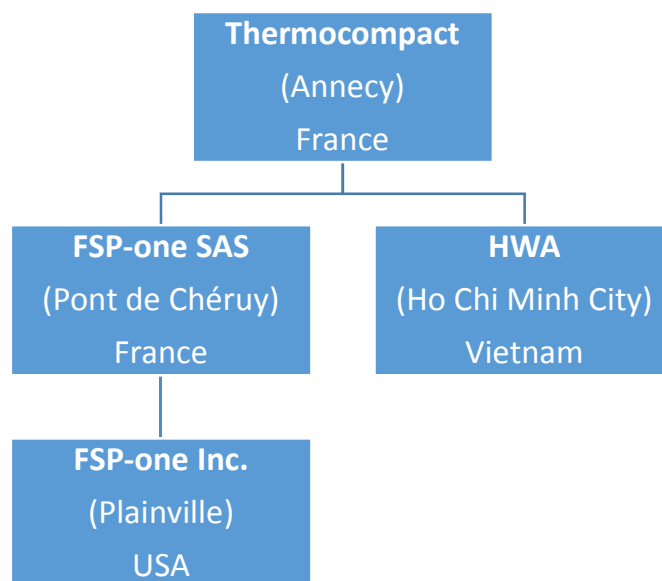 Thermocompact
(Annecy)
France
FSP-one SAS
(Pont de Chéruy)
France
HWA
(Ho Chi Minh City)
Vietnam
FSP-one Inc.
(Plainville)
USA